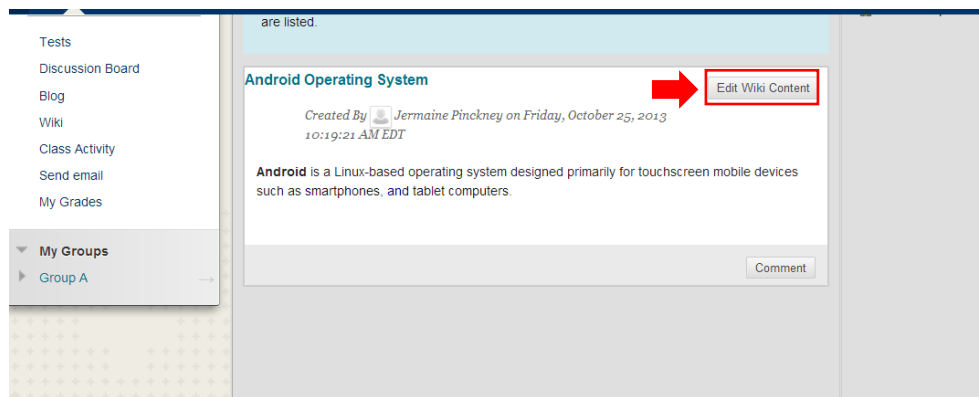 are listed.
Tests
Discussion Board
Blog
Wiki
Class Activity
Send email
My Grades
My Groups
Group A
Android Operating System
Edit Wiki Content
Created By Jermaine Pinckney on Friday, October 25, 2013
10:19:21 AM EDT
Android is a Linux-based operating system designed primarily for touchscreen mobile devices
such as smartphones, and tablet computers.
Comment